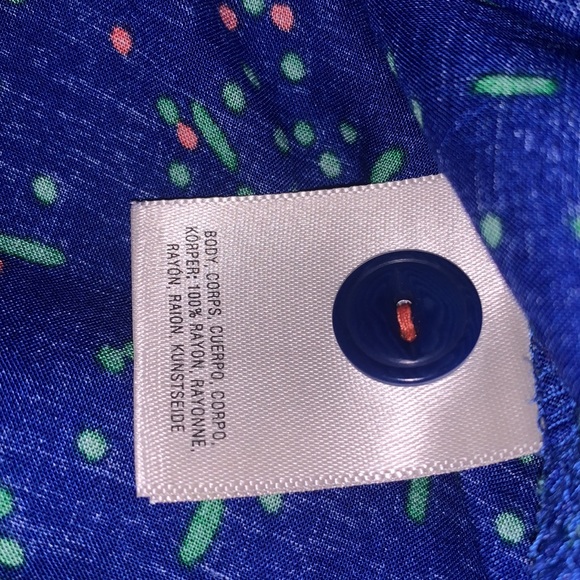 BODY, CORPS, CUERPO, CORPO,
KÖRPER: 100% RAYON, RAYONNE,
RAYÓN, RAION, KUNSTSEIDE